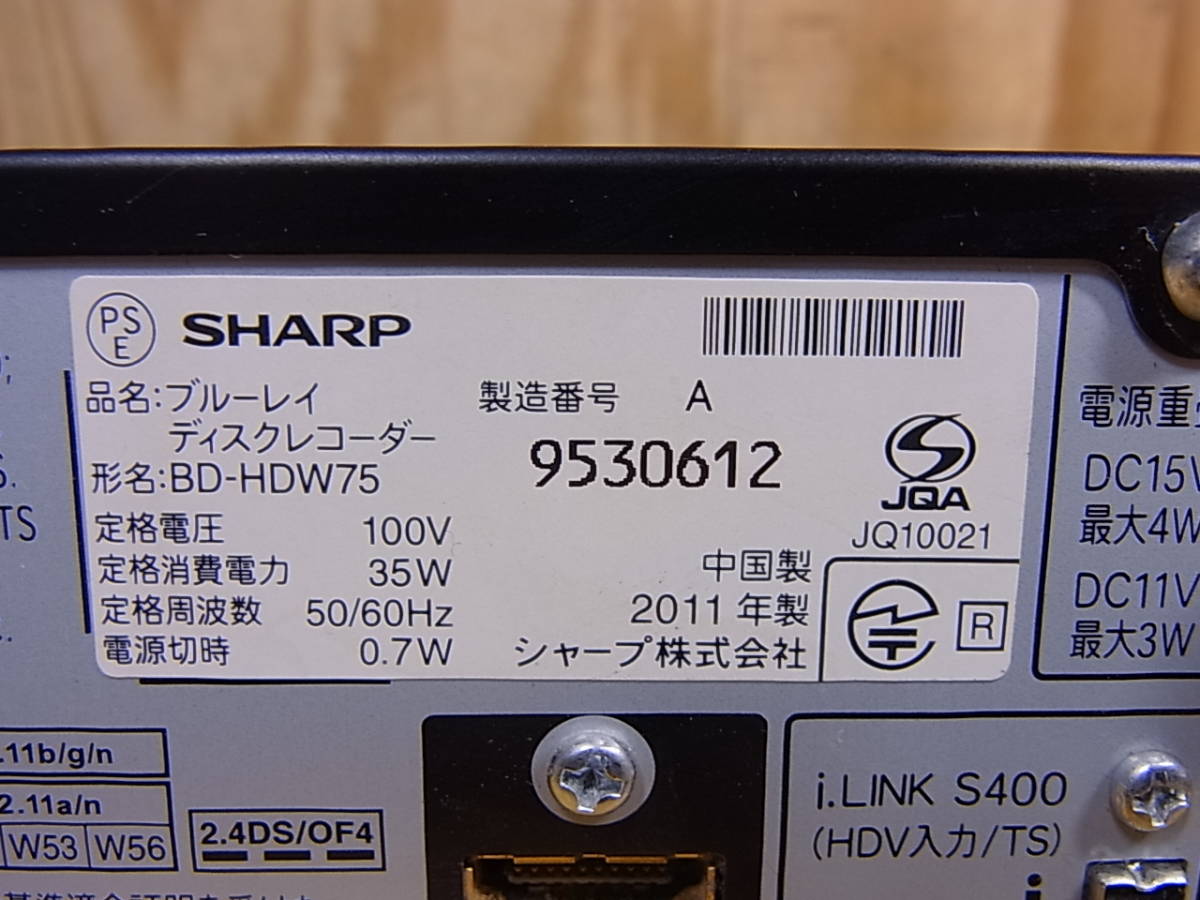 PS
E
SHARP
品名:ブルーレイ
ディスクレコーダー
形名:BD-HDW75
定格電圧 100V
定格消費電力 35W
定格周波数 50/60Hz
電源切時 0.7W
製造番号 A
9530612
JQA
JQ10021
中国製
2011 年製
シャープ株式会社
R
TS
電源重
DC15V
最大4W
DC11V
最大3W
.11b/g/n
2.11a/n
W53 W56
2.4DS/OF4
i.LINK S400
(HDV入力/TS)
i